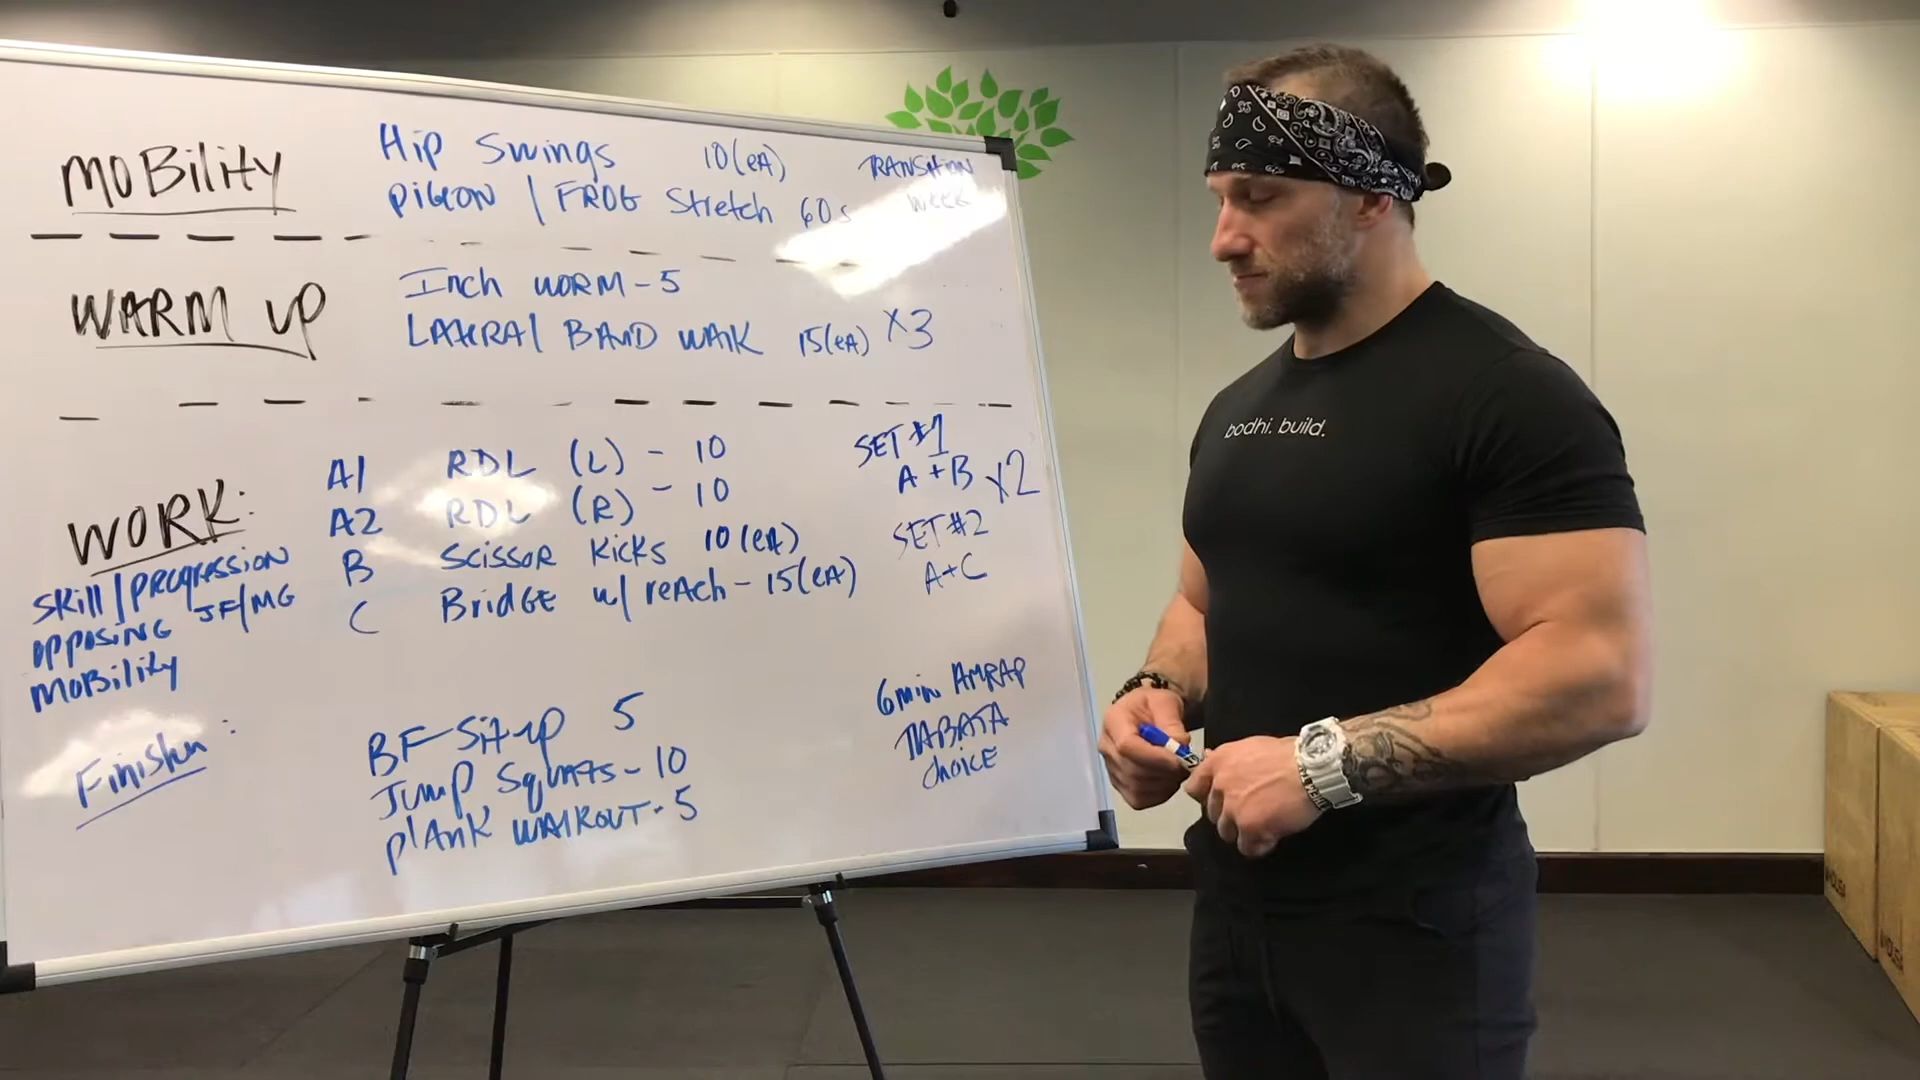 MOBility
Hip Swings 10(eA)
PIGEON / FROG Stretch 60s
TRANSItION
week
WARM UP
Inch WORM - 5
LAteRAl BAND WAlK 15(eA) X3
WORK:
Skill/PROgRession
opposing JF/MG
MOBility
A1 RDL (L) - 10
A2 RDL (R) - 10
B Scissor Kicks 10(eA)
C BridGE w/ reAch - 15(eA)
SET #1
A + B X2
SET #2
A+C
Finisher:
BF-Sit-up 5
Jump SquAts - 10
plAnk WAlkOUT - 5
6min AMRAP
TABATA
choice
bodhi. build.